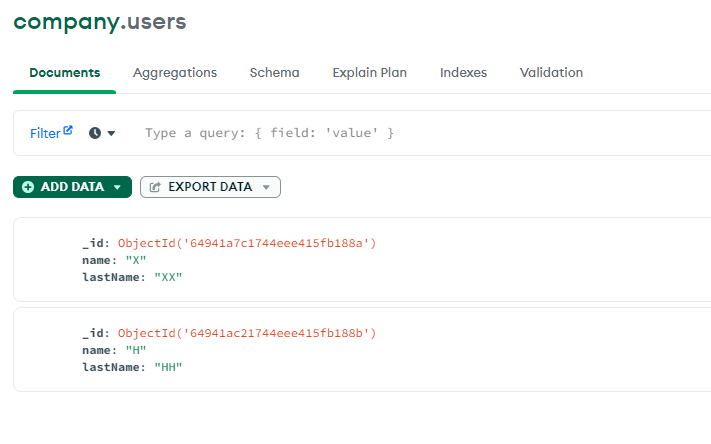 company.users
Documents Aggregations Schema Explain Plan Indexes Validation
Filter Type a query: { field: 'value' }
ADD DATA EXPORT DATA
_id: ObjectId('64941a7c1744eee415fb188a')
name: "X"
lastName: "XX"
_id: ObjectId('64941ac21744eee415fb188b')
name: "H"
lastName: "HH"